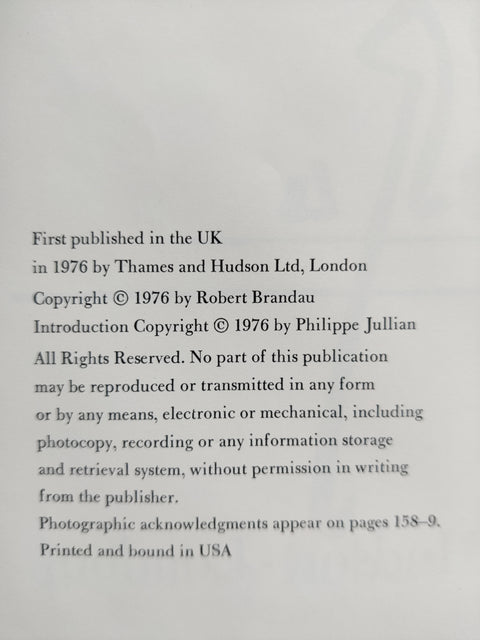 First published in the UK
in 1976 by Thames and Hudson Ltd, London
Copyright © 1976 by Robert Brandau
Introduction Copyright © 1976 by Philippe Jullian
All Rights Reserved. No part of this publication
may be reproduced or transmitted in any form
or by any means, electronic or mechanical, including
photocopy, recording or any information storage
and retrieval system, without permission in writing
from the publisher.
Photographic acknowledgments appear on pages 158–9.
Printed and bound in USA